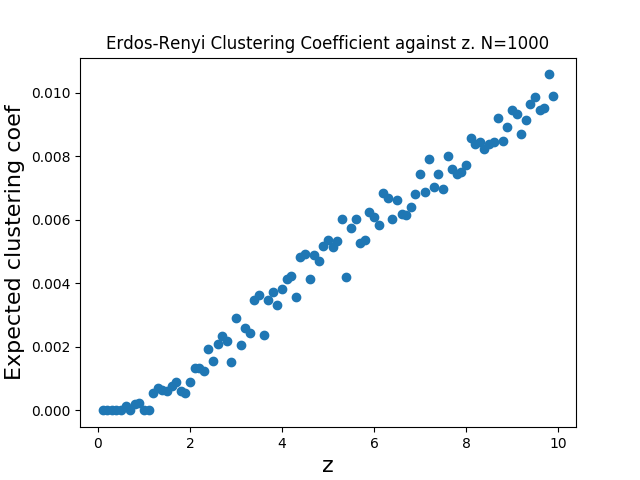 Erdos-Renyi Clustering Coefficient against z. N=1000
Expected clustering coef
0.010
0.008
0.006
0.004
0.002
0.000
0 2 4 6 8 10
z